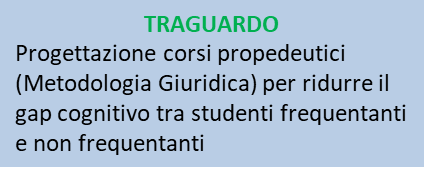 TRAGUARDO
Progettazione corsi propedeutici
(Metodologia Giuridica) per ridurre il
gap cognitivo tra studenti frequentanti
e non frequentanti